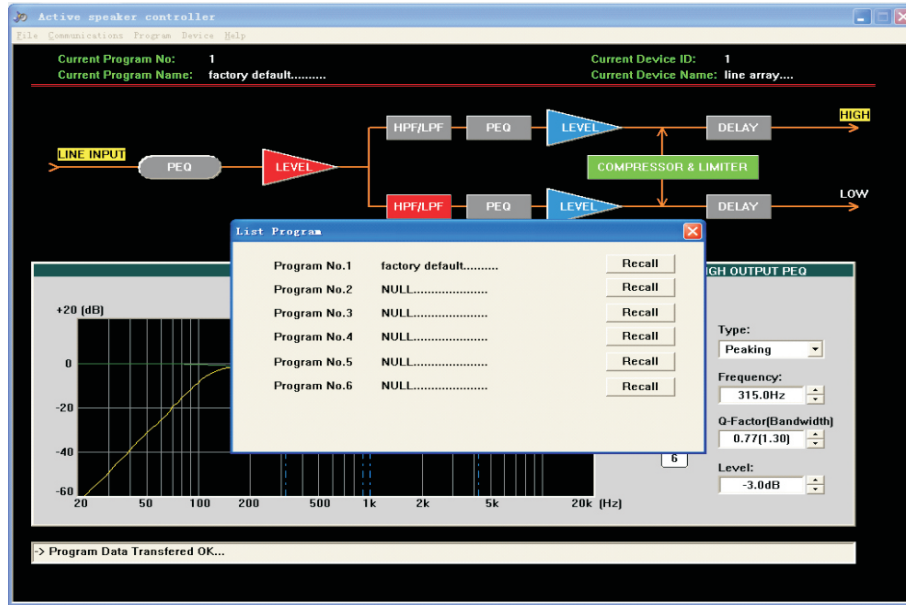 Active speaker controller
File Communications Program Device Help
Current Program No: 1
Current Device ID: 1
Current Program Name: factory default..........
Current Device Name: line array....
HIGH
HPF/LPF PEQ LEVEL DELAY
LINE INPUT
PEQ LEVEL
COMPRESSOR & LIMITER
LOW
HPF/LPF PEQ LEVEL DELAY
List Program
Program No.1 factory default.......... Recall
Program No.2 NULL...................... Recall
Program No.3 NULL...................... Recall
Program No.4 NULL...................... Recall
Program No.5 NULL...................... Recall
Program No.6 NULL...................... Recall
GH OUTPUT PEQ
+20 (dB)
0
-20
-40
-60
20 50 100 200 500 1k 2k 5k 20k (Hz)
6
Type:
Peaking
Frequency:
315.0Hz
Q-Factor(Bandwidth)
0.77(1.30)
Level:
-3.0dB
-> Program Data Transfered OK...